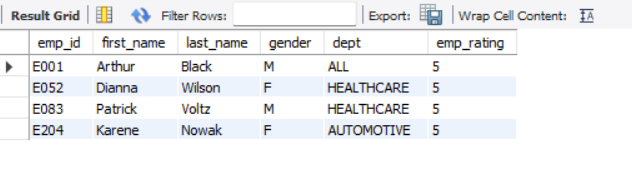 Result Grid Filter Rows: Export: Wrap Cell Content: IA
emp_id first_name last_name gender dept emp_rating
E001 Arthur Black M ALL 5
E052 Dianna Wilson F HEALTHCARE 5
E083 Patrick Voltz M HEALTHCARE 5
E204 Karene Nowak F AUTOMOTIVE 5